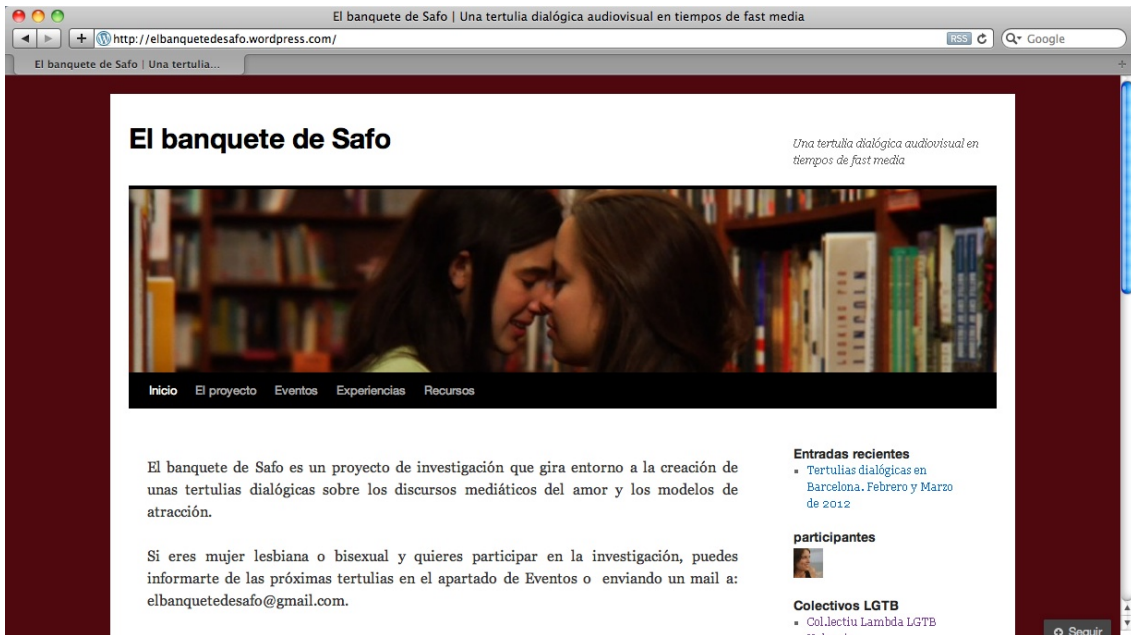 El banquete de Safo | Una tertulia dialógica audiovisual en tiempos de fast media
http://elbanquetedesafo.wordpress.com/
RSS
Google
El banquete de Safo | Una tertulia...
El banquete de Safo
Una tertulia dialógica audiovisual en
tiempos de fast media
Inicio El proyecto Eventos Experiencias Recursos
El banquete de Safo es un proyecto de investigación que gira entorno a la creación de
unas tertulias dialógicas sobre los discursos mediáticos del amor y los modelos de
atracción.
Si eres mujer lesbiana o bisexual y quieres participar en la investigación, puedes
informarte de las próximas tertulias en el apartado de Eventos o enviando un mail a:
elbanquetedesafo@gmail.com.
Entradas recientes
Tertulias dialógicas en
Barcelona. Febrero y Marzo
de 2012
participantes
Colectivos LGTB
Col.lectiu Lambda LGTB
Seguir